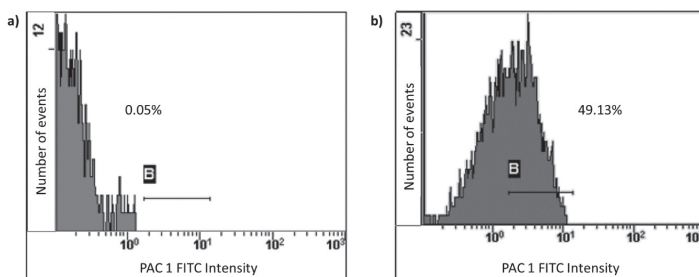 a)
12
Number of events
0.05%
B
10⁰ 10¹ 10² 10³
PAC 1 FITC Intensity
b)
23
Number of events
49.13%
B
10⁰ 10¹ 10²
PAC 1 FITC Intensity